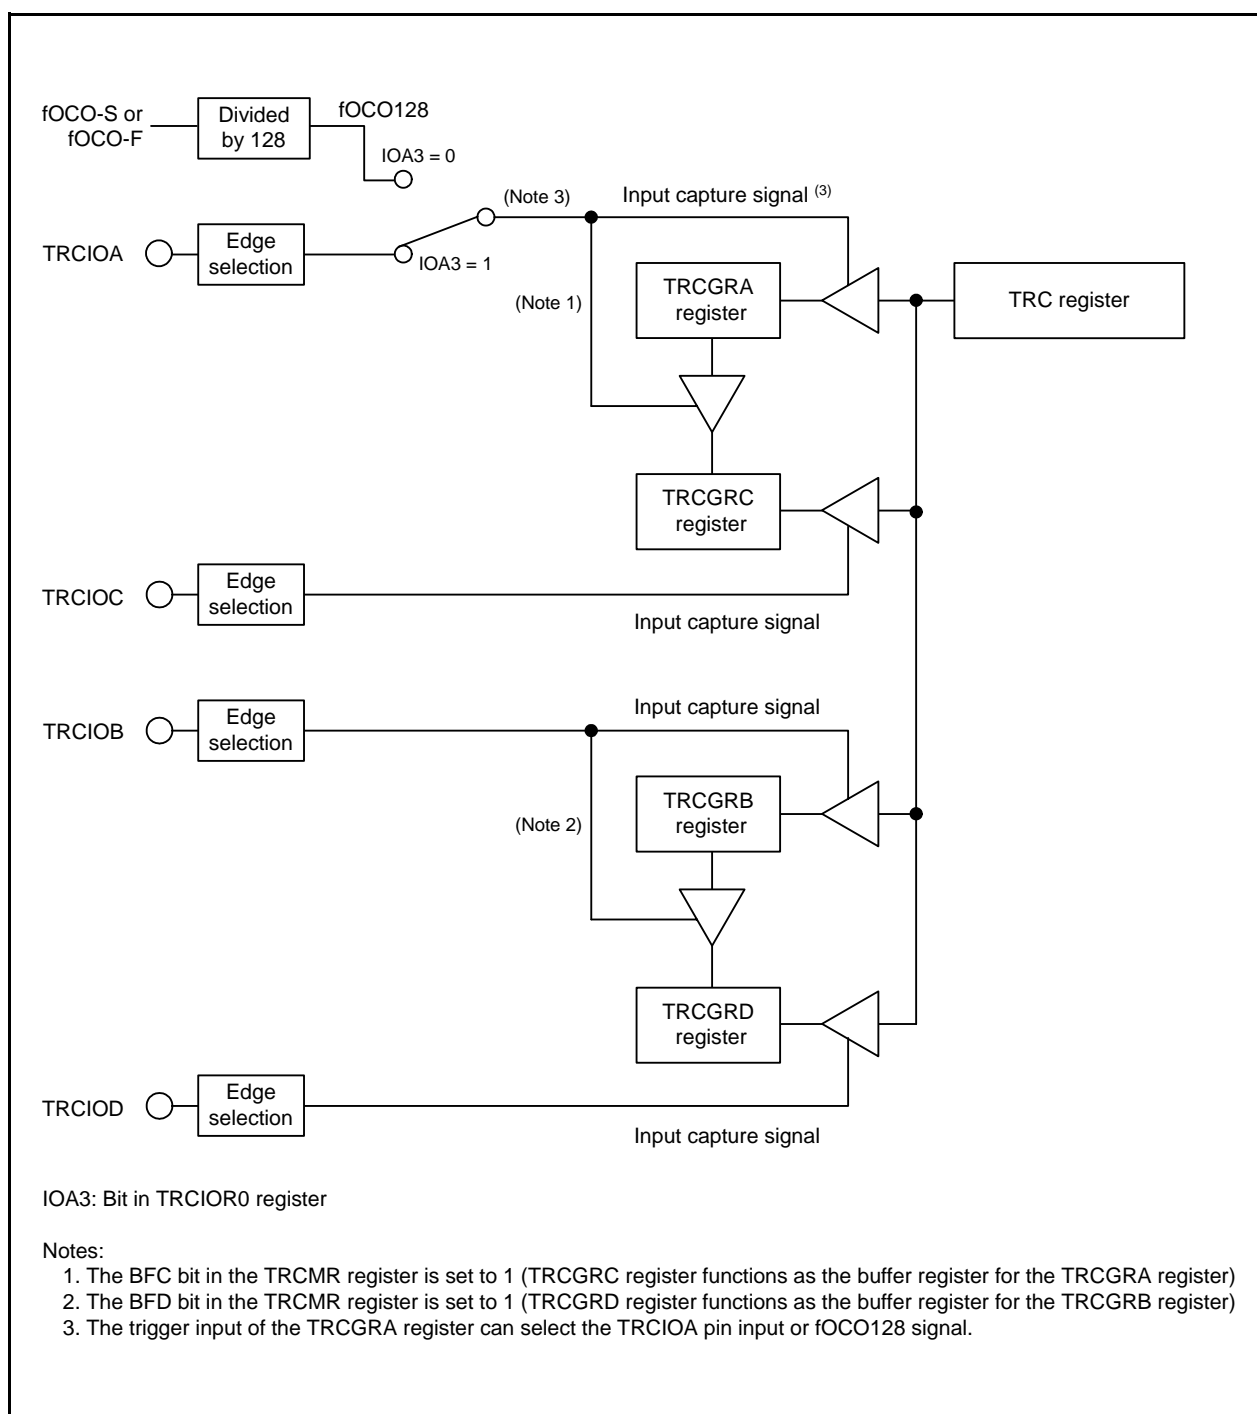 fOCO-S or
fOCO-F
Divided
by 128
fOCO128
IOA3 = 0
TRCIOA
Edge
selection
IOA3 = 1
(Note 3)
Input capture signal (3)
(Note 1)
TRCGRA
register
TRC register
TRCGRC
register
TRCIOC
Edge
selection
Input capture signal
TRCIOB
Edge
selection
Input capture signal
(Note 2)
TRCGRB
register
TRCGRD
register
TRCIOD
Edge
selection
Input capture signal
IOA3: Bit in TRCIOR0 register
Notes:
1. The BFC bit in the TRCMR register is set to 1 (TRCGRC register functions as the buffer register for the TRCGRA register)
2. The BFD bit in the TRCMR register is set to 1 (TRCGRD register functions as the buffer register for the TRCGRB register)
3. The trigger input of the TRCGRA register can select the TRCIOA pin input or fOCO128 signal.